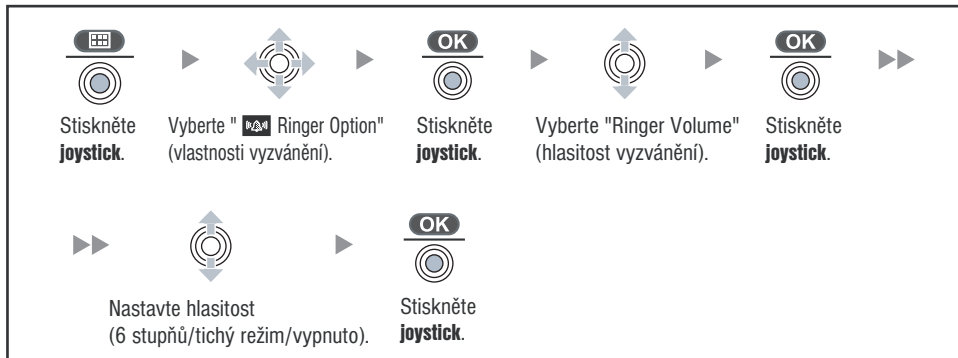 OK
OK
Stiskněte
joystick.
Vyberte " Ringer Option"
(vlastnosti vyzvánění).
Stiskněte
joystick.
Vyberte "Ringer Volume"
(hlasitost vyzvánění).
Stiskněte
joystick.
OK
Nastavte hlasitost
(6 stupňů/tichý režim/vypnuto).
Stiskněte
joystick.